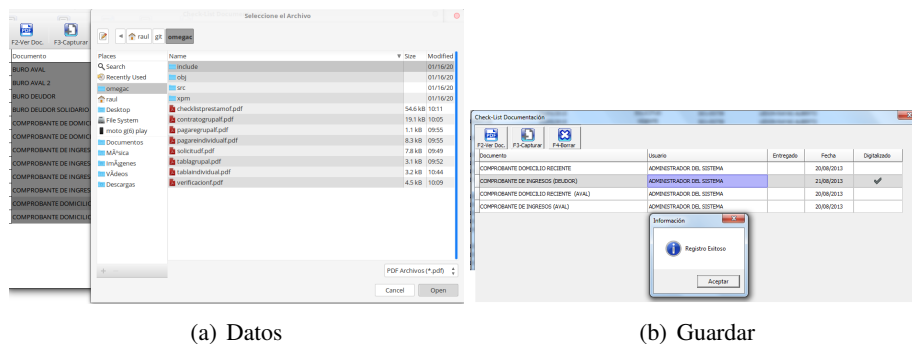 Seleccione el Archivo
F2-Ver Doc. F3-Capturar
raul git omegac
Documento
BURO AVAL
BURO AVAL 2
BURO DEUDOR
BURO DEUDOR SOLIDARIO
COMPROBANTE DE DOMIC
COMPROBANTE DE DOMIC
COMPROBANTE DE INGRES
COMPROBANTE DE INGRES
COMPROBANTE DE INGRES
COMPROBANTE DE INGRES
COMPROBANTE DOMICILIO
COMPROBANTE DOMICILIO
Places
Search
Recently Used
omegac
raul
Desktop
File System
moto g(6) play
Documentos
MÃºsica
ImÃ¡genes
VÃ­deos
Descargas
Name Size Modified
include 01/16/20
obj 01/16/20
src 01/16/20
xpm 01/16/20
checklistprestamof.pdf 54.6 kB 10:11
contratogrupalf.pdf 19.1 kB 10:05
pagaregrupalf.pdf 1.1 kB 09:55
pagareindividualf.pdf 8.3 kB 09:55
solicitudf.pdf 7.8 kB 09:49
tablagrupal.pdf 3.1 kB 09:52
tablaindividual.pdf 3.2 kB 10:44
verificacionf.pdf 4.5 kB 10:09
PDF Archivos (*.pdf)
Cancel Open
(a) Datos
Check-List Documentación
F2-Ver Doc. F3-Capturar F4-Borrar
Documento Usuario Entregado Fecha Digitalizado
COMPROBANTE DOMICILIO RECIENTE ADMINISTRADOR DEL SISTEMA 20/08/2013
COMPROBANTE DE INGRESOS (DEUDOR) ADMINISTRADOR DEL SISTEMA 21/08/2013
COMPROBANTE DOMICILIO RECIENTE (AVAL) ADMINISTRADOR DEL SISTEMA 20/08/2013
COMPROBANTE DE INGRESOS (AVAL) ADMINISTRADOR DEL SISTEMA 20/08/2013
Información
Registro Exitoso
Aceptar
(b) Guardar